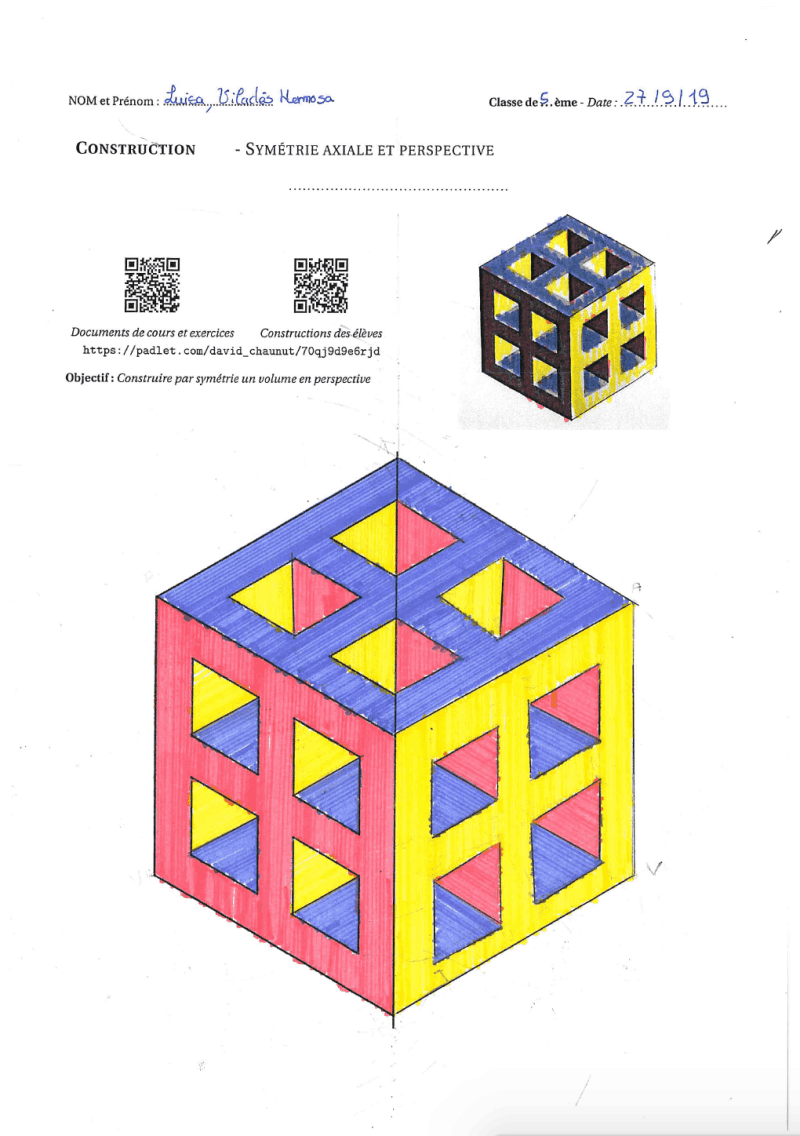 NOM et Prénom : Luisa, Viladés Hermosa
Classe de 5.ème - Date : 27/9/19
CONSTRUCTION - SYMÉTRIE AXIALE ET PERSPECTIVE
Documents de cours et exercices
Constructions des élèves
https://padlet.com/david_chaunut/70qj9d9e6rjd
Objectif : Construire par symétrie un volume en perspective